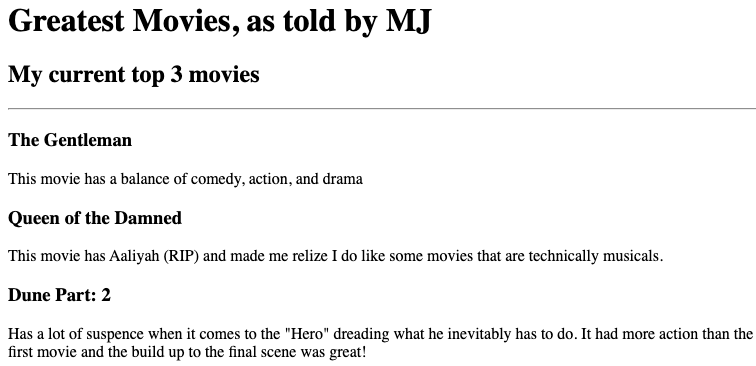 Greatest Movies, as told by MJ
My current top 3 movies
The Gentleman
This movie has a balance of comedy, action, and drama
Queen of the Damned
This movie has Aaliyah (RIP) and made me relize I do like some movies that are technically musicals.
Dune Part: 2
Has a lot of suspence when it comes to the "Hero" dreading what he inevitably has to do. It had more action than the
first movie and the build up to the final scene was great!